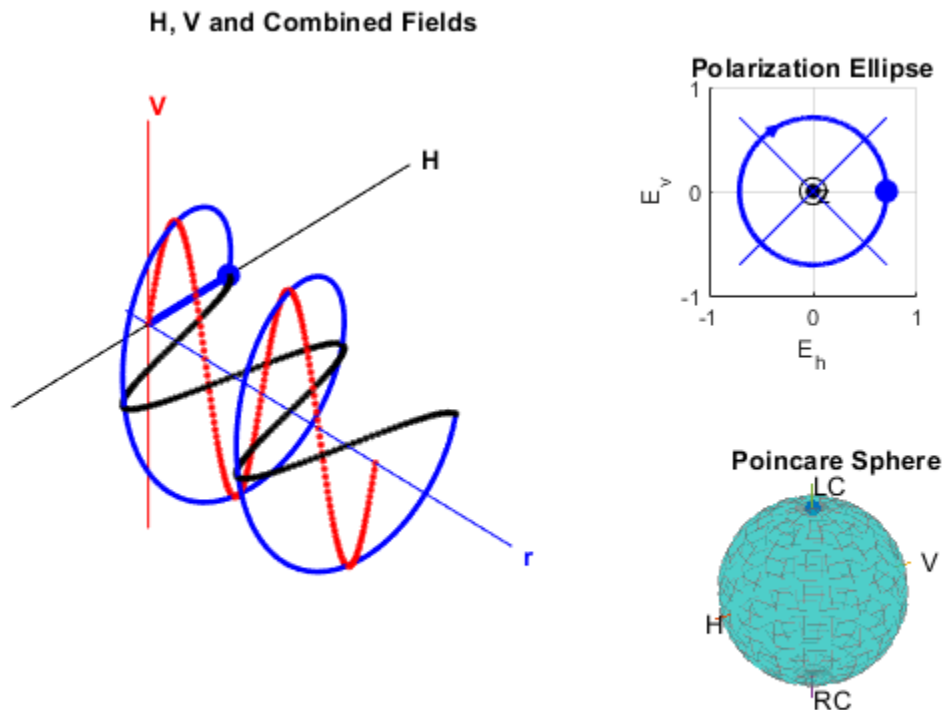 H, V and Combined Fields
V
H
r
Polarization Ellipse
1
0
-1
E_v
-1
0
1
E_h
z
Poincare Sphere
LC
V
H
RC